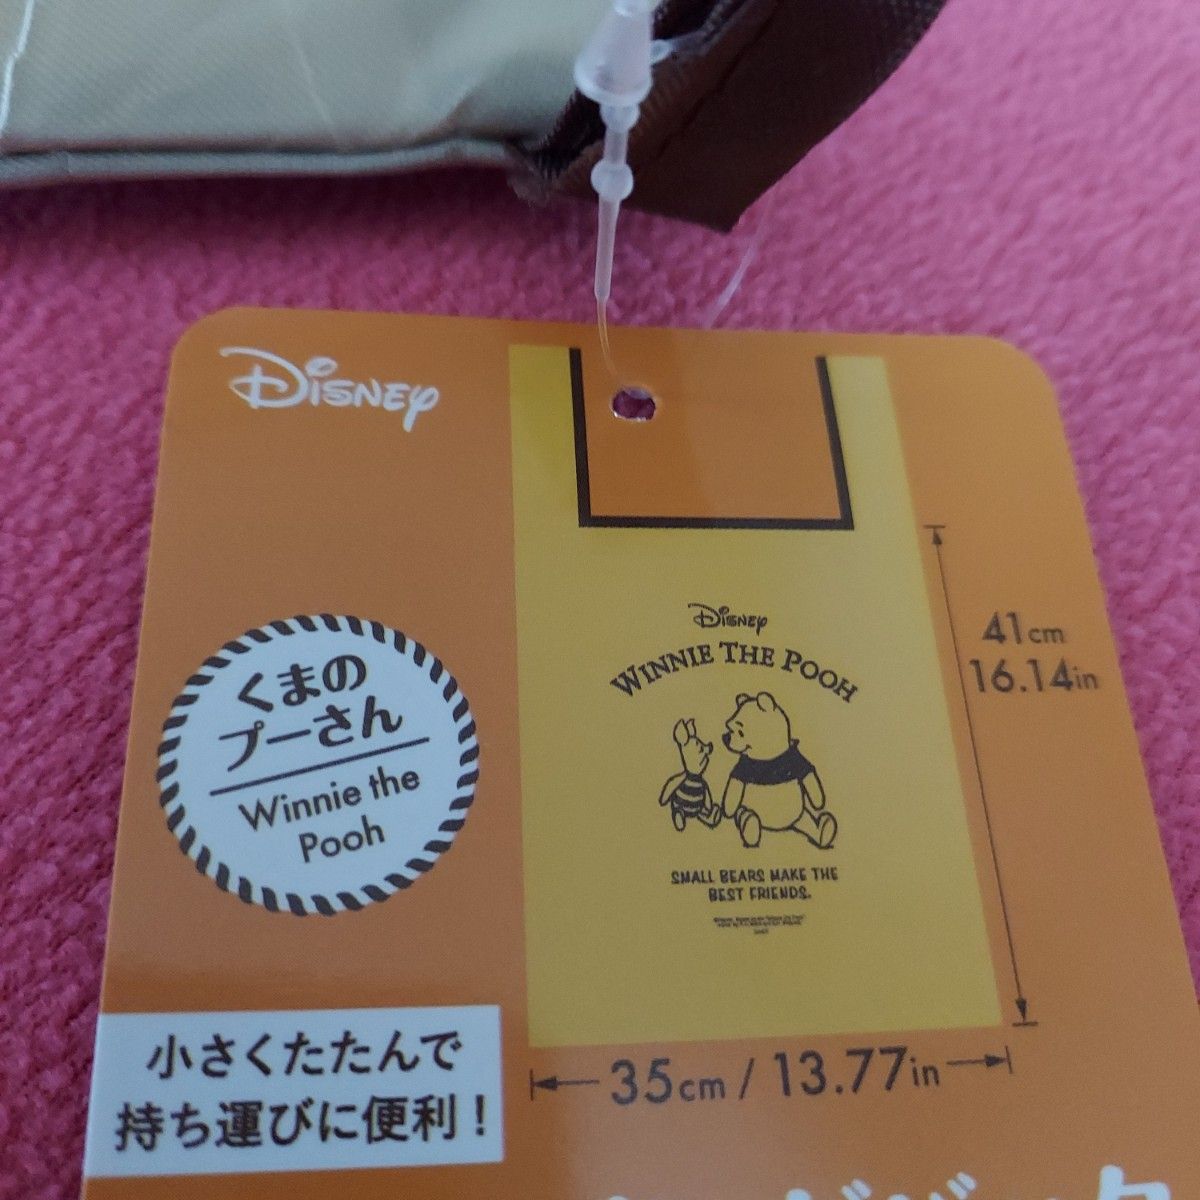 Disney
Disney
WINNIE THE POOH
41cm
16.14in
くまの
プーさん
Winnie the
Pooh
SMALL BEARS MAKE THE
BEST FRIENDS.
35cm / 13.77in
小さくたたんで
持ち運びに便利！